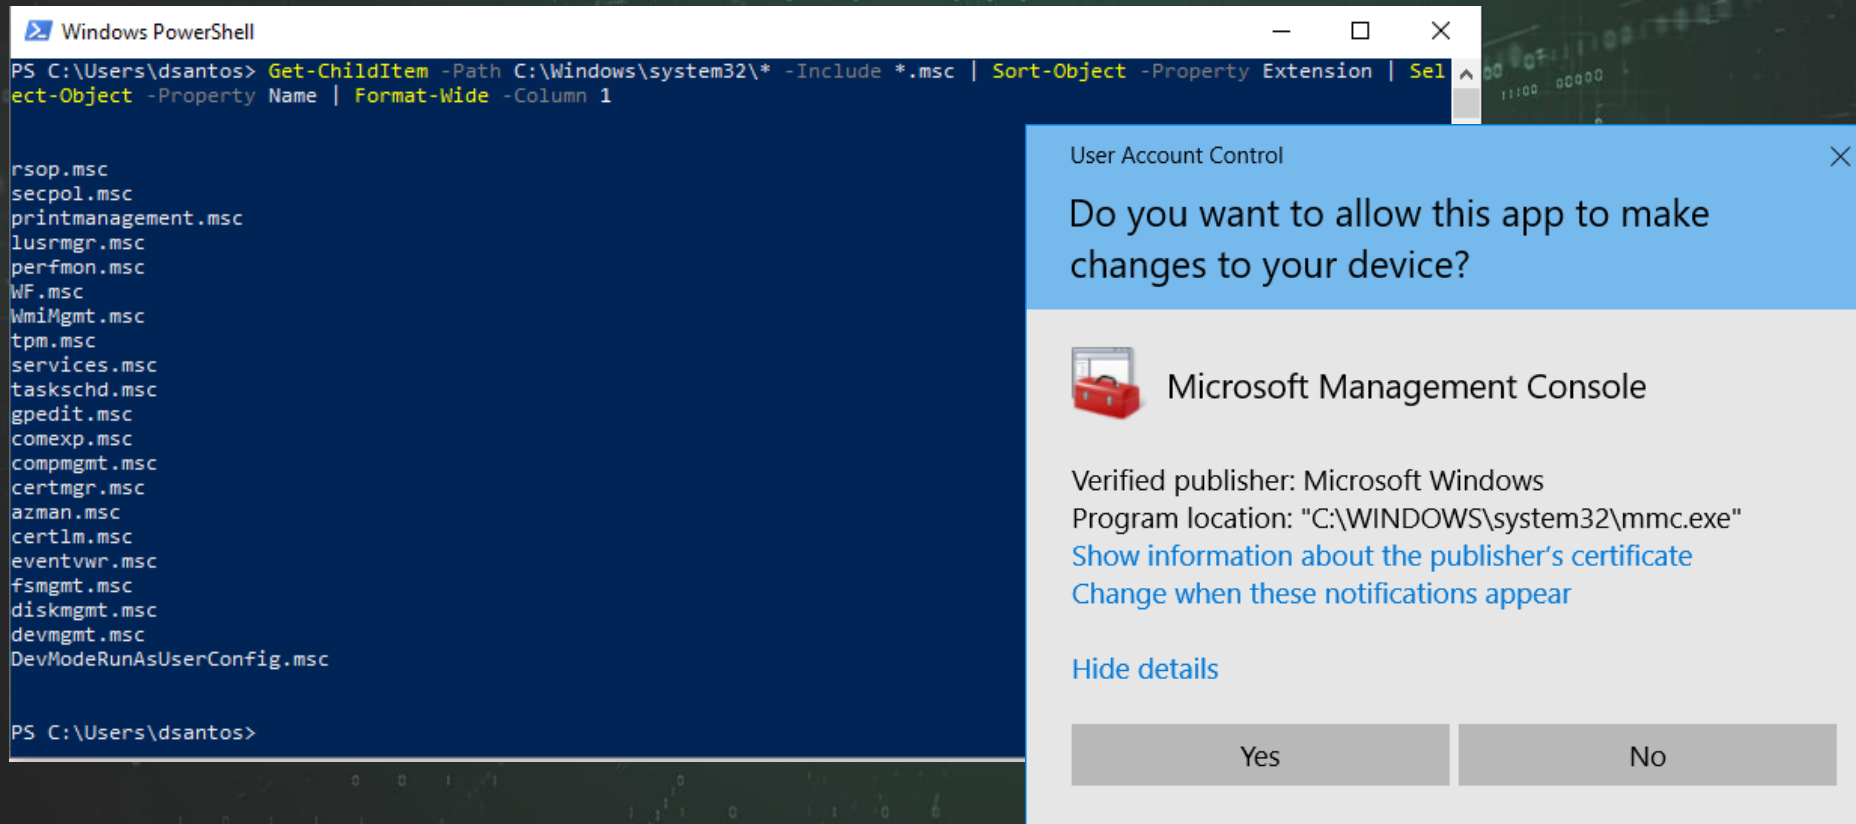 Windows PowerShell
PS C:\Users\dsantos> Get-ChildItem -Path C:\Windows\system32\* -Include *.msc | Sort-Object -Property Extension | Sel
ect-Object -Property Name | Format-Wide -Column 1
rsop.msc
secpol.msc
printmanagement.msc
lusrmgr.msc
perfmon.msc
WF.msc
WmiMgmt.msc
tpm.msc
services.msc
taskschd.msc
gpedit.msc
comexp.msc
compmgmt.msc
certmgr.msc
azman.msc
certlm.msc
eventvwr.msc
fsmgmt.msc
diskmgmt.msc
devmgmt.msc
DevModeRunAsUserConfig.msc
PS C:\Users\dsantos>
User Account Control
Do you want to allow this app to make
changes to your device?
Microsoft Management Console
Verified publisher: Microsoft Windows
Program location: "C:\WINDOWS\system32\mmc.exe"
Show information about the publisher's certificate
Change when these notifications appear
Hide details
Yes
No